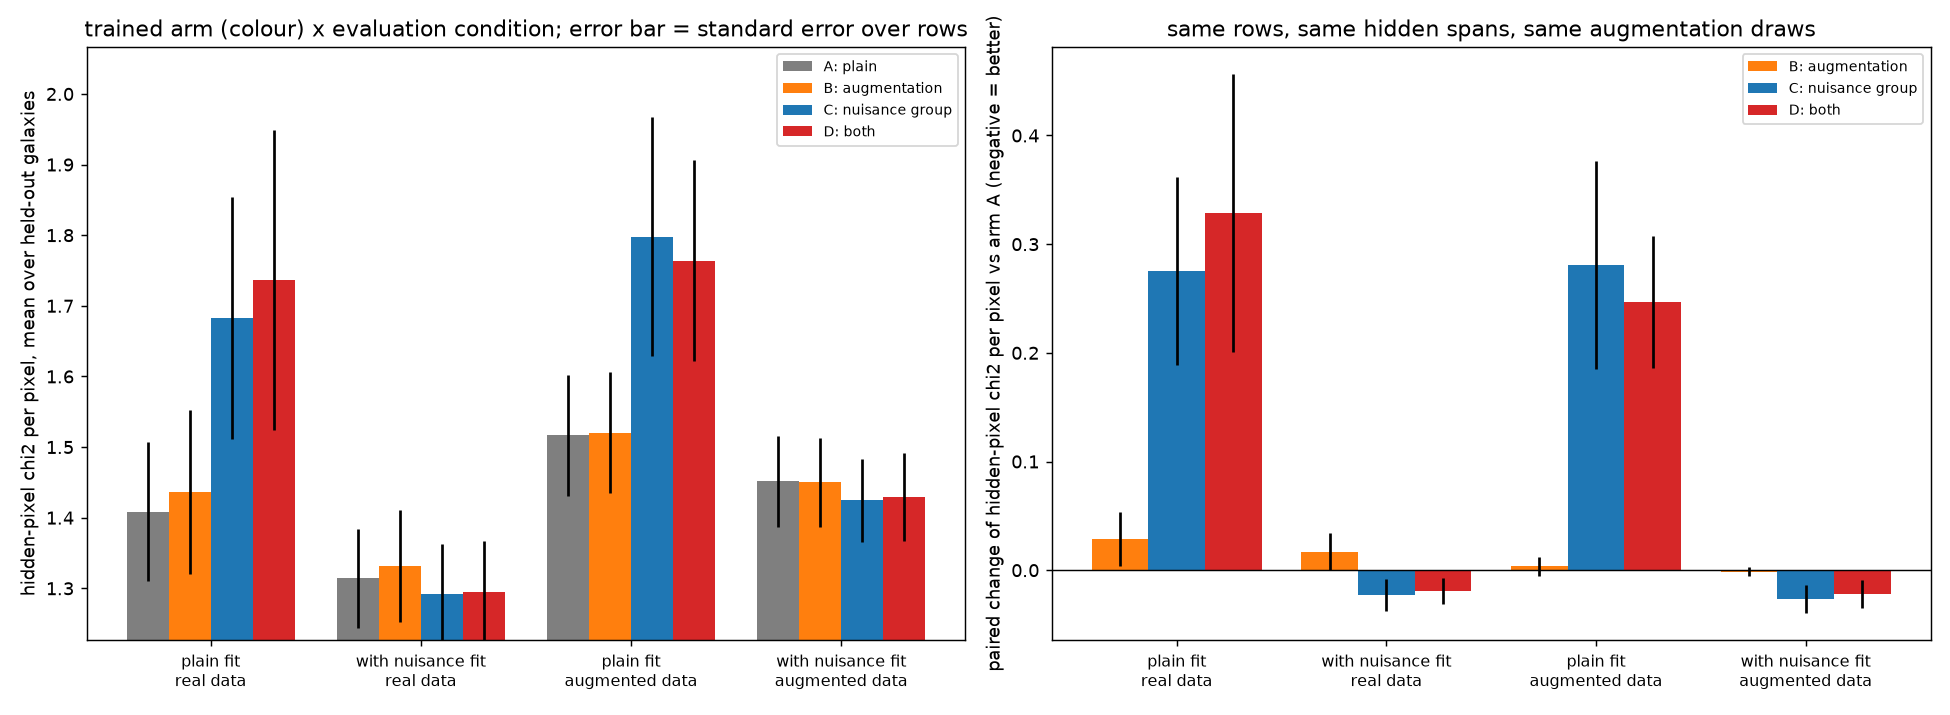 trained arm (colour) x evaluation condition; error bar = standard error over rows
hidden-pixel chi2 per pixel, mean over held-out galaxies
2.0
1.9
1.8
1.7
1.6
1.5
1.4
1.3
A: plain
B: augmentation
C: nuisance group
D: both
plain fit
real data
with nuisance fit
real data
plain fit
augmented data
with nuisance fit
augmented data
same rows, same hidden spans, same augmentation draws
paired change of hidden-pixel chi2 per pixel vs arm A (negative = better)
0.4
0.3
0.2
0.1
0.0
B: augmentation
C: nuisance group
D: both
plain fit
real data
with nuisance fit
real data
plain fit
augmented data
with nuisance fit
augmented data